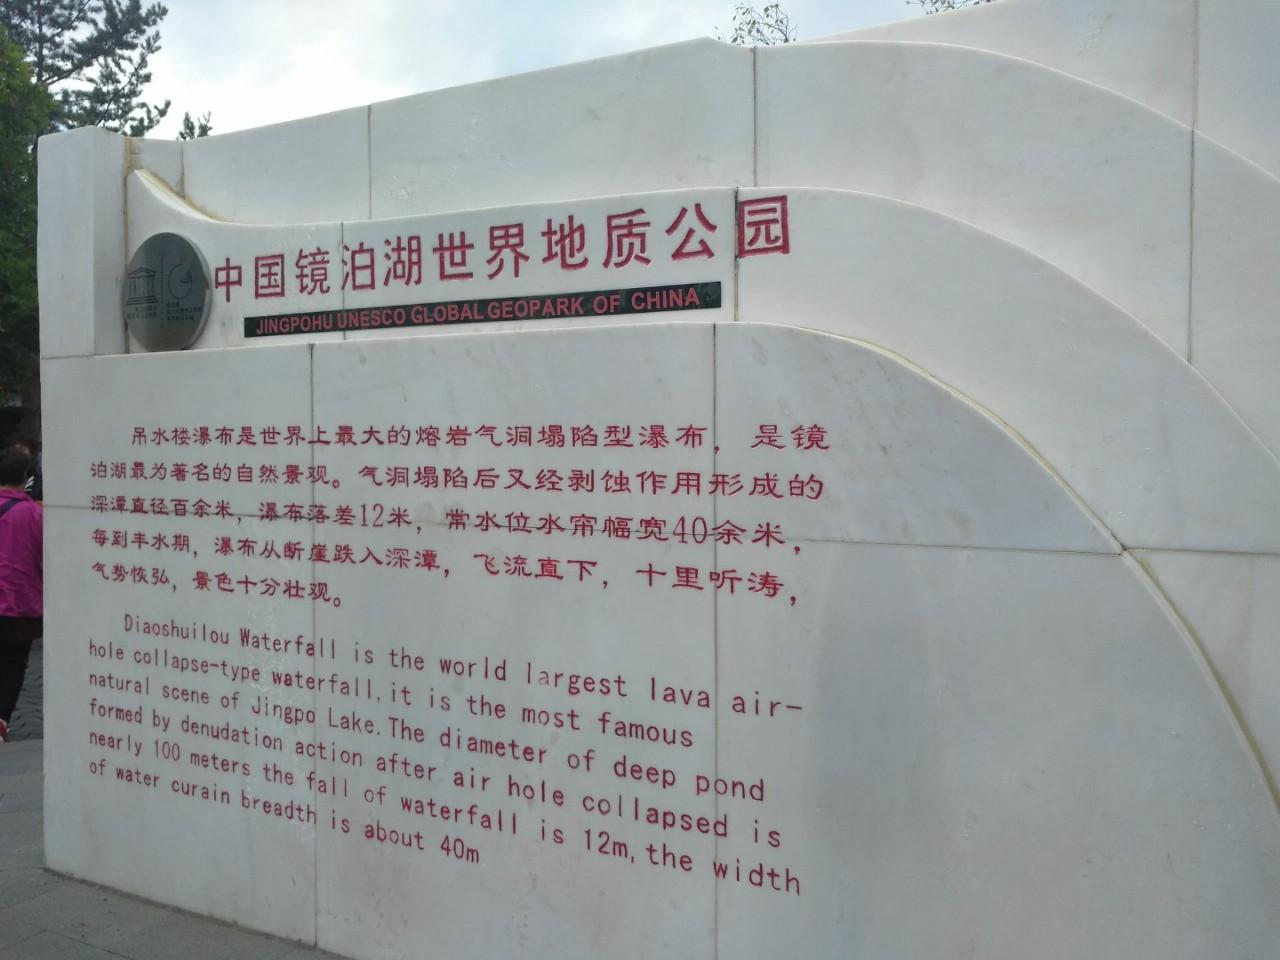 中国镜泊湖世界地质公园
JINGPOHU UNESCO GLOBAL GEOPARK OF CHINA
吊水楼瀑布是世界上最大的熔岩气洞塌陷型瀑布，是镜
泊湖最为著名的自然景观。气洞塌陷后又经剥蚀作用形成的
深潭直径百余米，瀑布落差12米，常水位水帘幅宽40余米，
每到丰水期，瀑布从断崖跌入深潭，飞流直下，十里听涛，
气势恢弘，景色十分壮观。
Diaoshuilou Waterfall is the world largest lava air-
hole collapse-type waterfall,it is the most famous
natural scene of Jingpo Lake.The diameter of deep pond
formed by denudation action after air hole collapsed is
nearly 100 meters the fall of waterfall is 12m,the width
of water curain breadth is about 40m